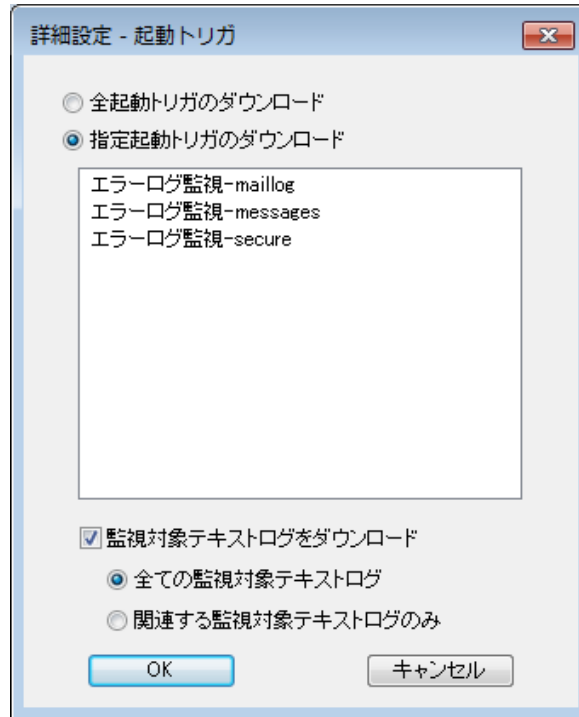 詳細設定 - 起動トリガ
全起動トリガのダウンロード
指定起動トリガのダウンロード
エラーログ監視-maillog
エラーログ監視-messages
エラーログ監視-secure
監視対象テキストログをダウンロード
全ての監視対象テキストログ
関連する監視対象テキストログのみ
OK キャンセル